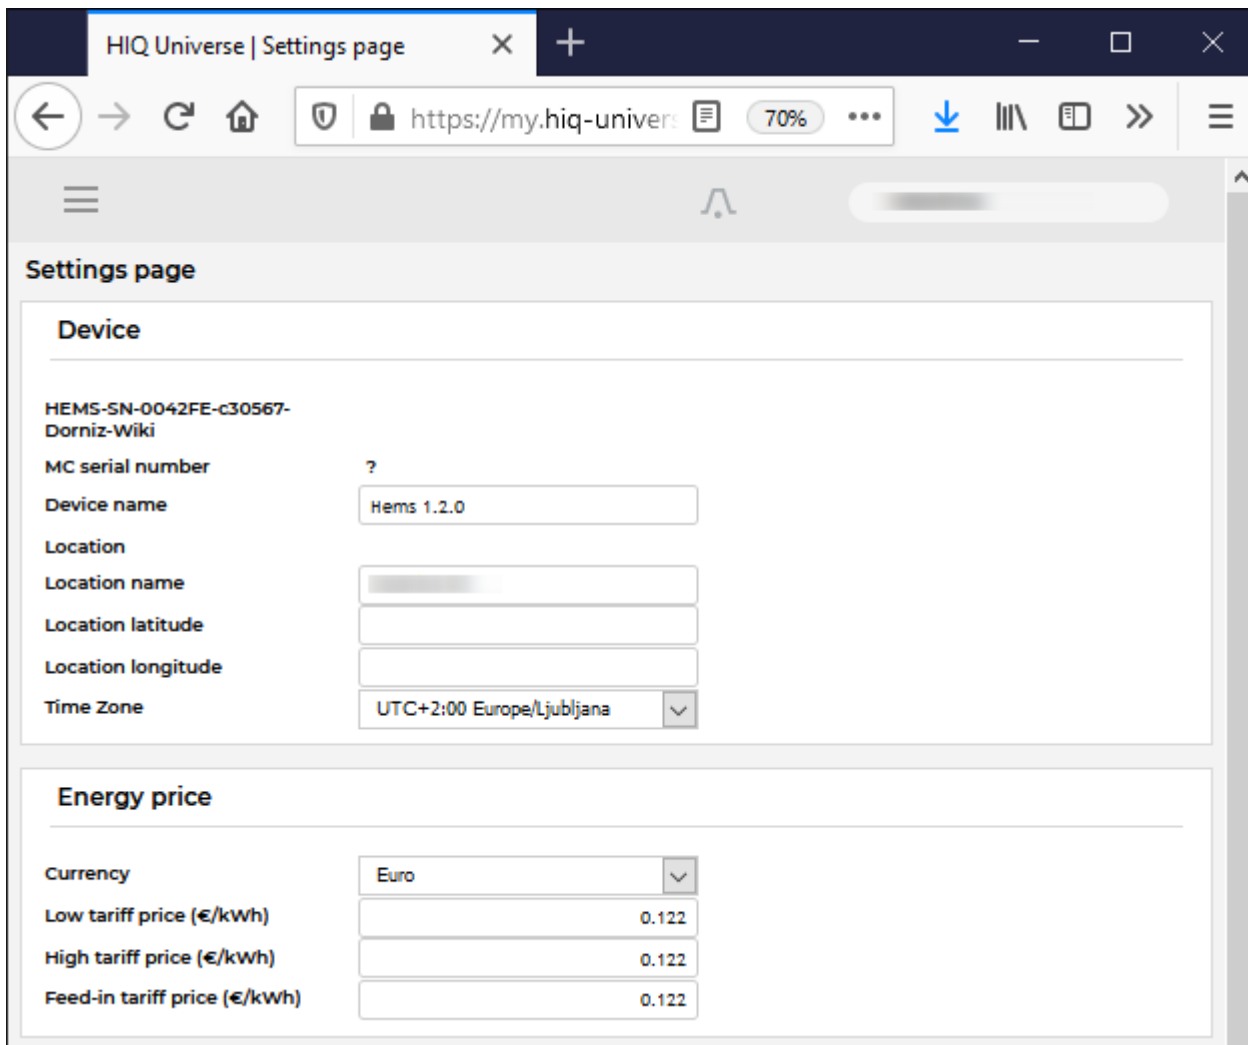 HIQ Universe | Settings page
https://my.hiq-univers
70%
Settings page
Device
HEMS-SN-0042FE-c30567-
Dorniz-Wiki
MC serial number ?
Device name Hems 1.2.0
Location
Location name
Location latitude
Location longitude
Time Zone UTC+2:00 Europe/Ljubljana
Energy price
Currency Euro
Low tariff price (€/kWh) 0.122
High tariff price (€/kWh) 0.122
Feed-in tariff price (€/kWh) 0.122